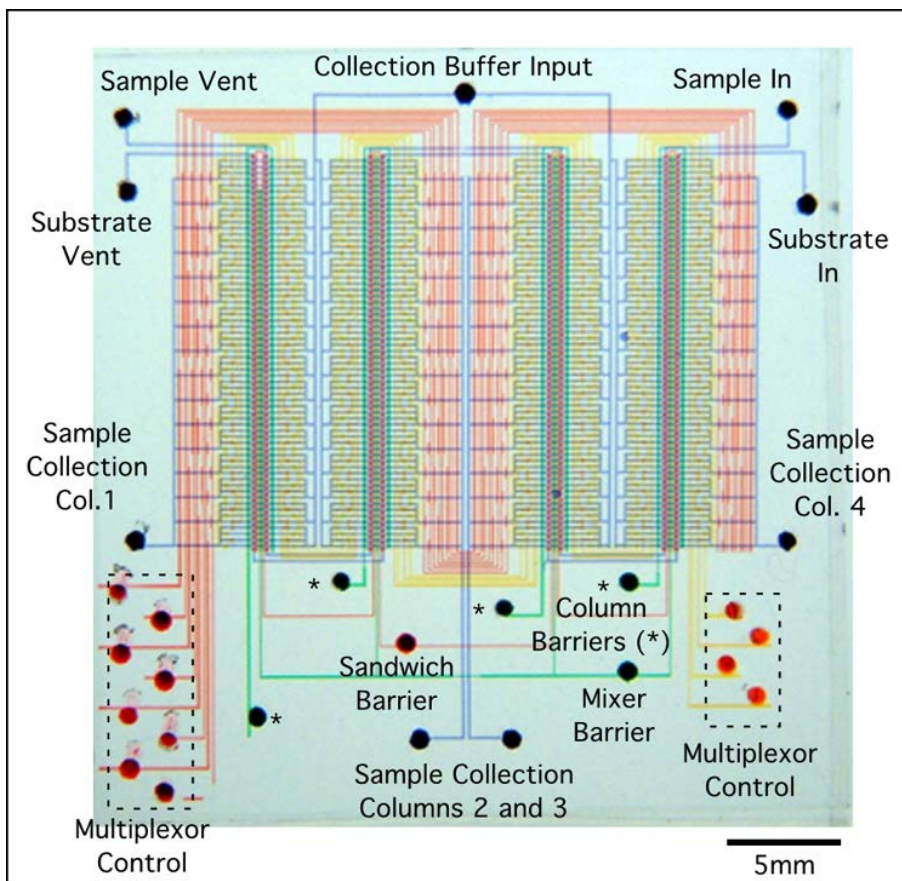 Collection Buffer Input
Sample Vent
Sample In
Substrate
Vent
Substrate
In
Sample
Collection
Col.1
Sample
Collection
Col. 4
*
*
*
Column
Barriers (*)
Sandwich
Barrier
Mixer
Barrier
*
Sample Collection
Columns 2 and 3
Multiplexor
Control
Multiplexor
Control
5mm